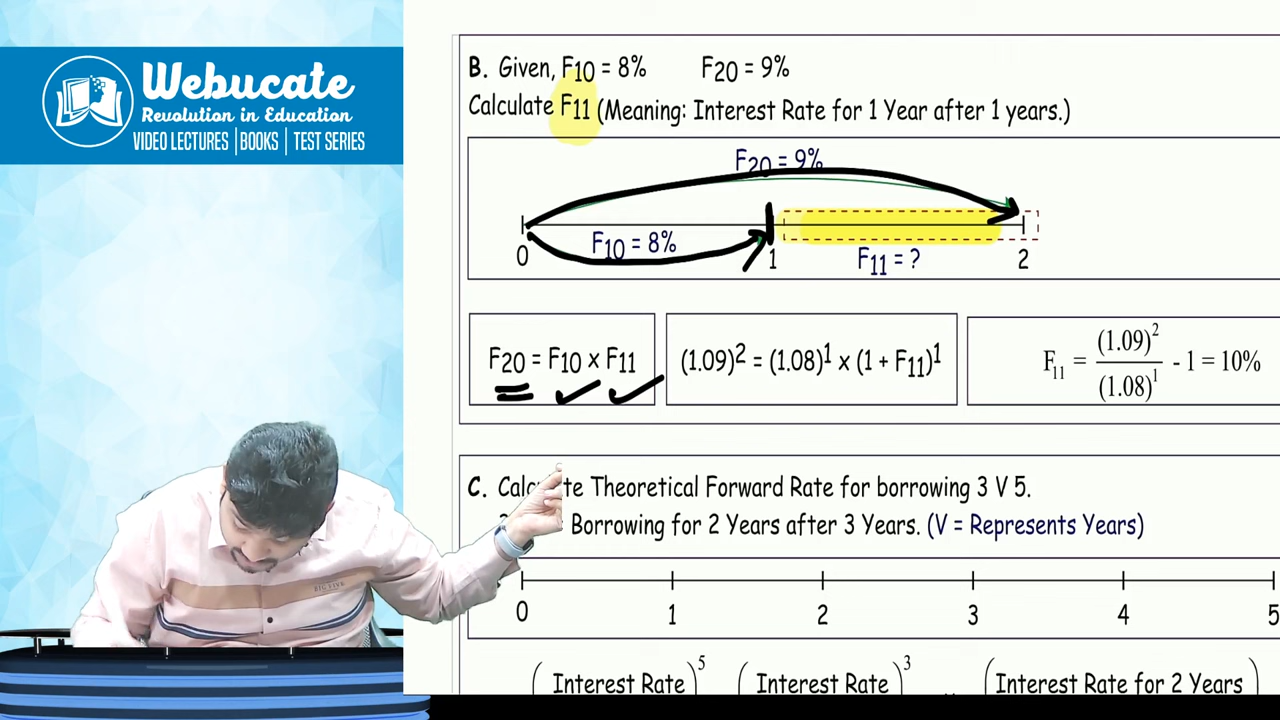 Webucate
Revolution in Education
VIDEO LECTURES | BOOKS | TEST SERIES
B. Given, F10 = 8% F20 = 9%
Calculate F11 (Meaning: Interest Rate for 1 Year after 1 years.)
F20 = 9%
F10 = 8%
0 1 F11 = ? 2
F20 = F10 x F11
(1.09)² = (1.08)¹ x (1 + F11)¹
F₁₁ = (1.09)² / (1.08)¹ - 1 = 10%
C. Calc te Theoretical Forward Rate for borrowing 3 V 5.
Borrowing for 2 Years after 3 Years. (V = Represents Years)
0 1 2 3 4 5
(Interest Rate)⁵ (Interest Rate)³ (Interest Rate for 2 Years)